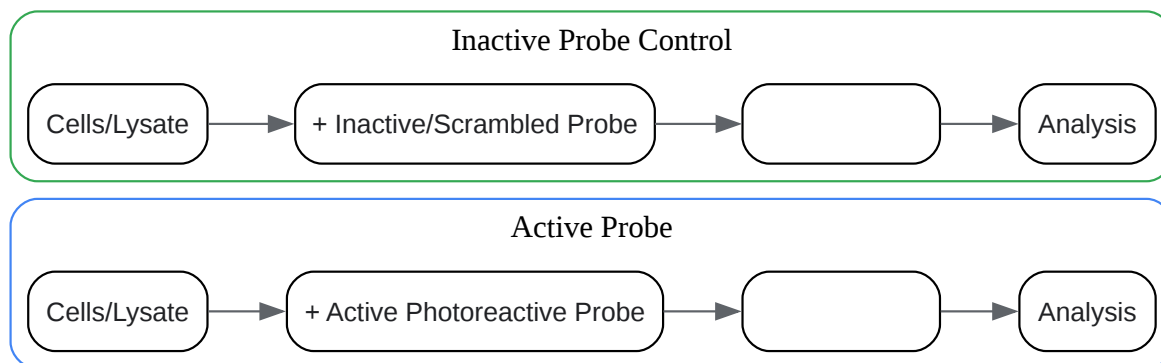 Inactive Probe Control
Cells/Lysate
+ Inactive/Scrambled Probe
Analysis
Active Probe
Cells/Lysate
+ Active Photoreactive Probe
Analysis